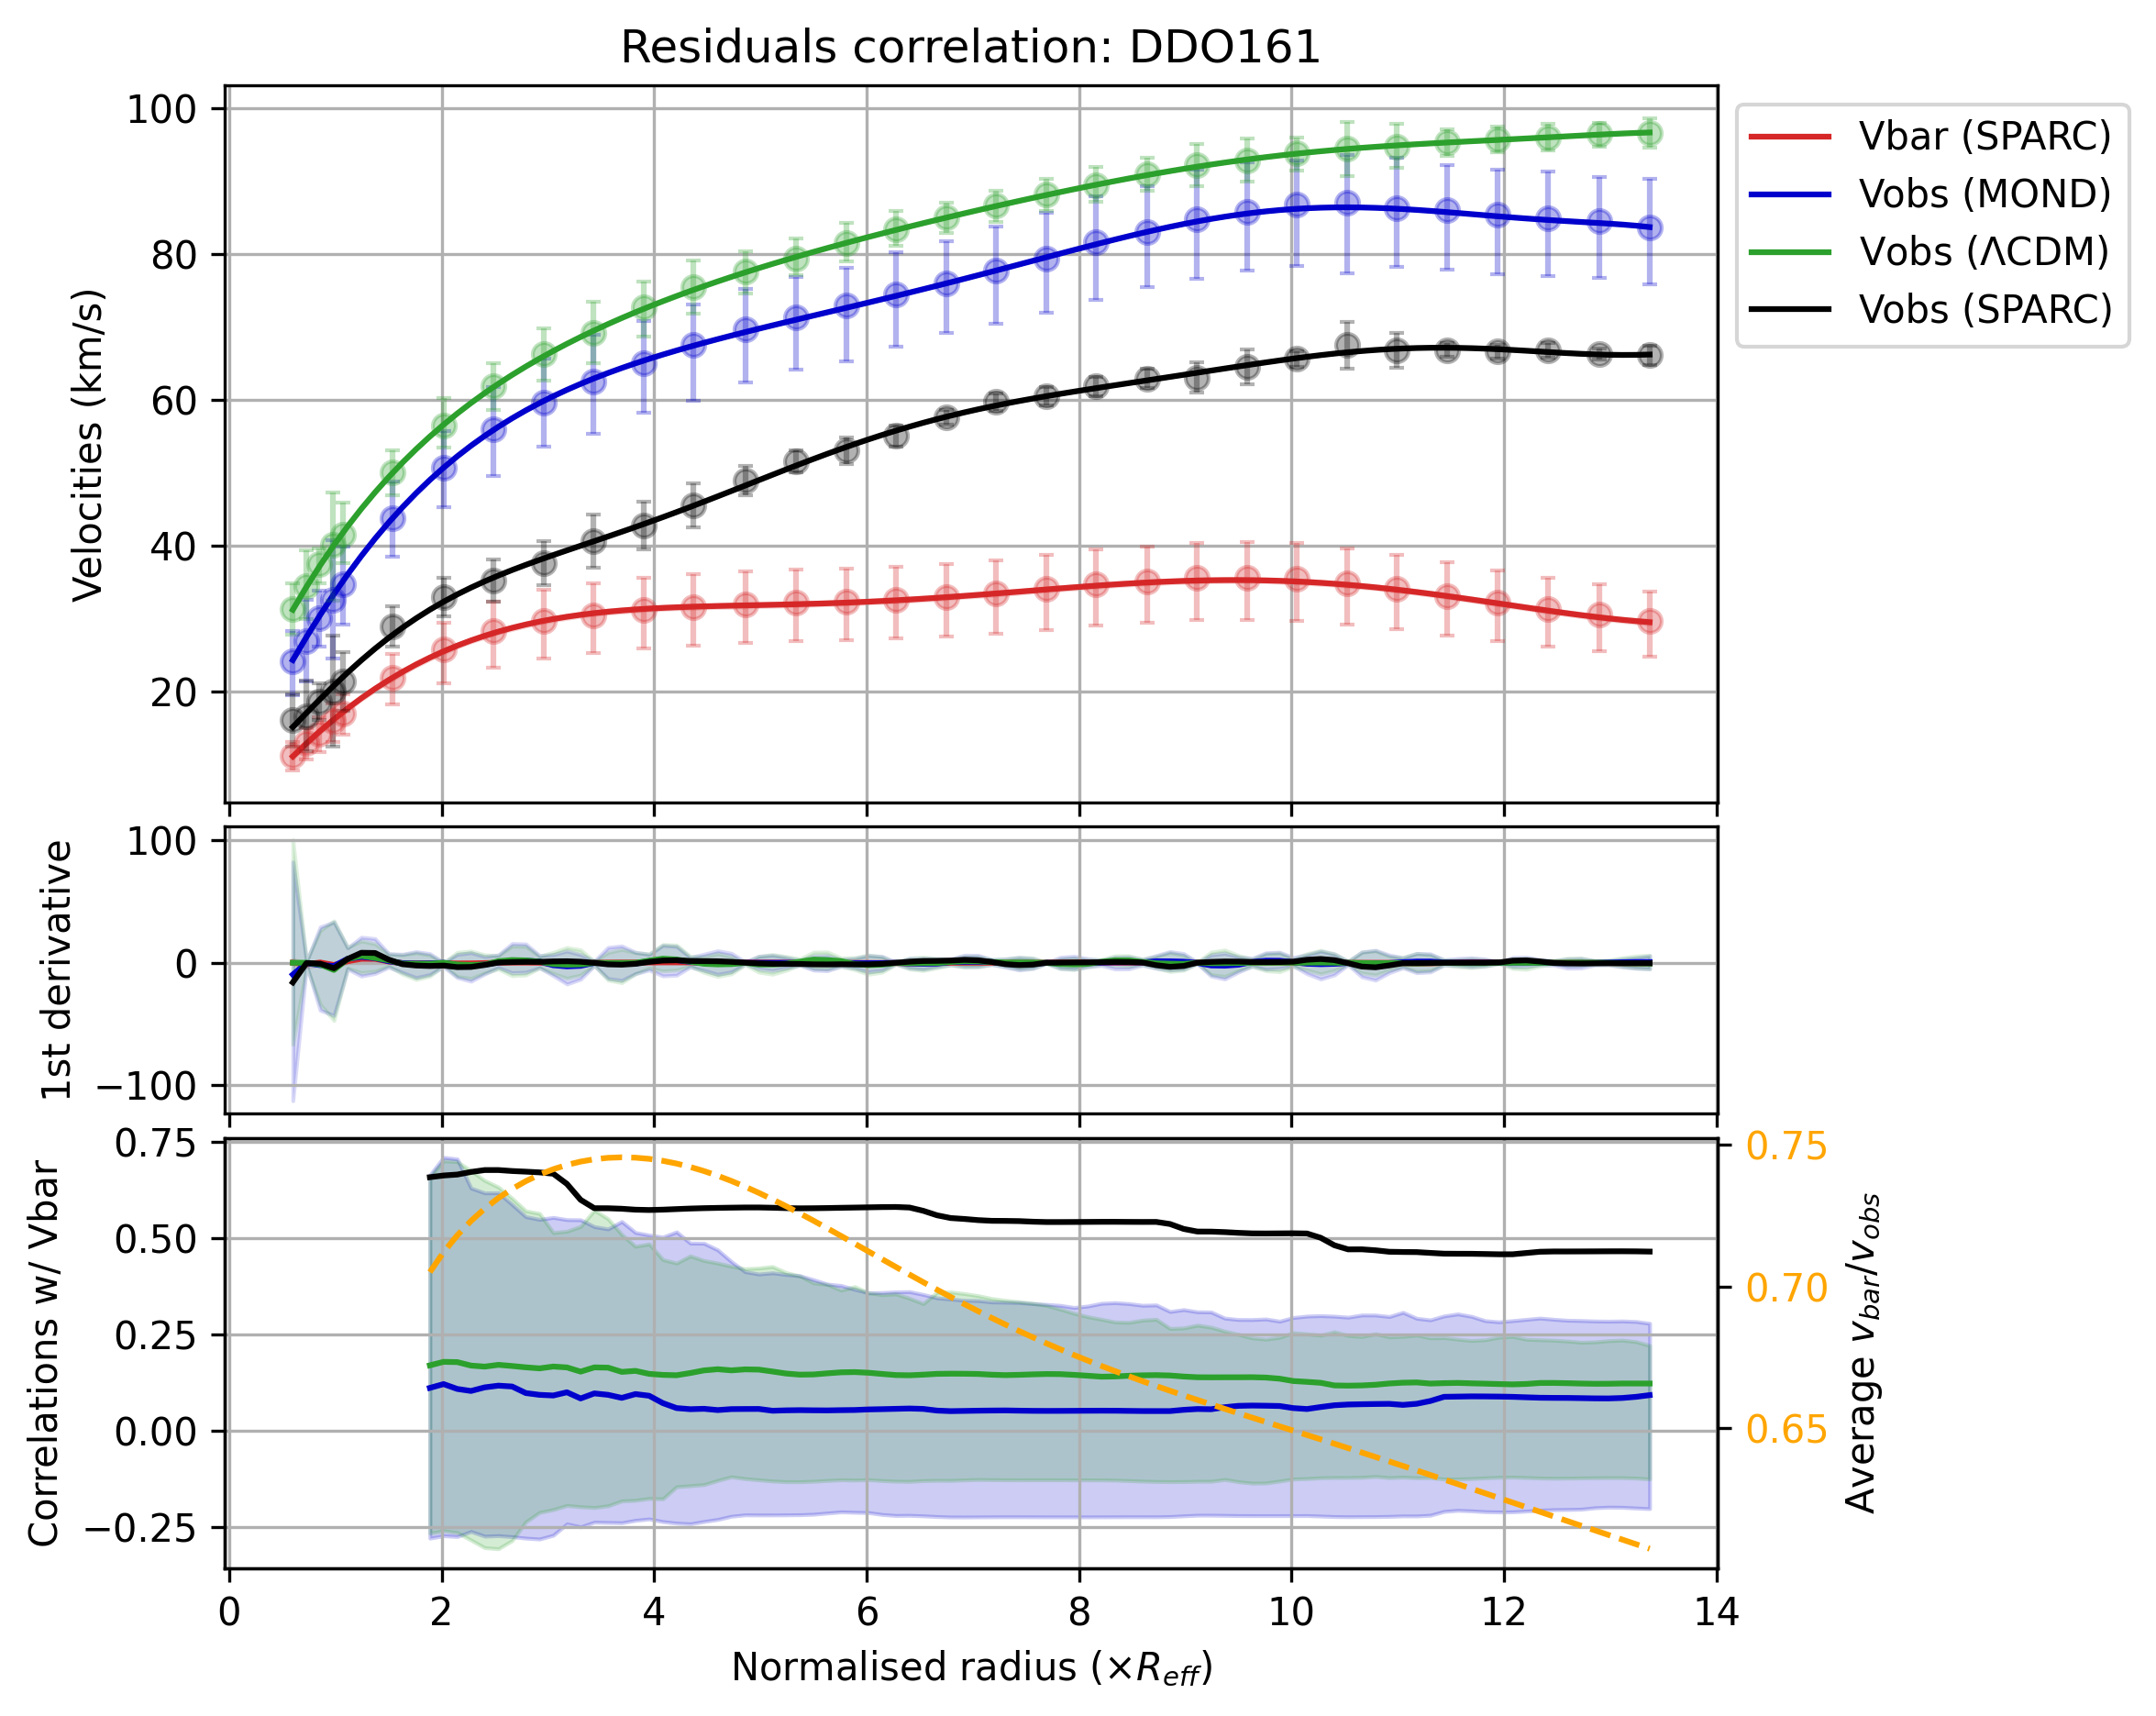 Residuals correlation: DDO161
100
80
60
40
20
Velocities (km/s)
Vbar (SPARC)
Vobs (MOND)
Vobs (ΛCDM)
Vobs (SPARC)
100
0
−100
1st derivative
0.75
0.50
0.25
0.00
−0.25
Correlations w/ Vbar
0.75
0.70
0.65
Average v_bar/v_obs
0 2 4 6 8 10 12 14
Normalised radius (×R_eff)